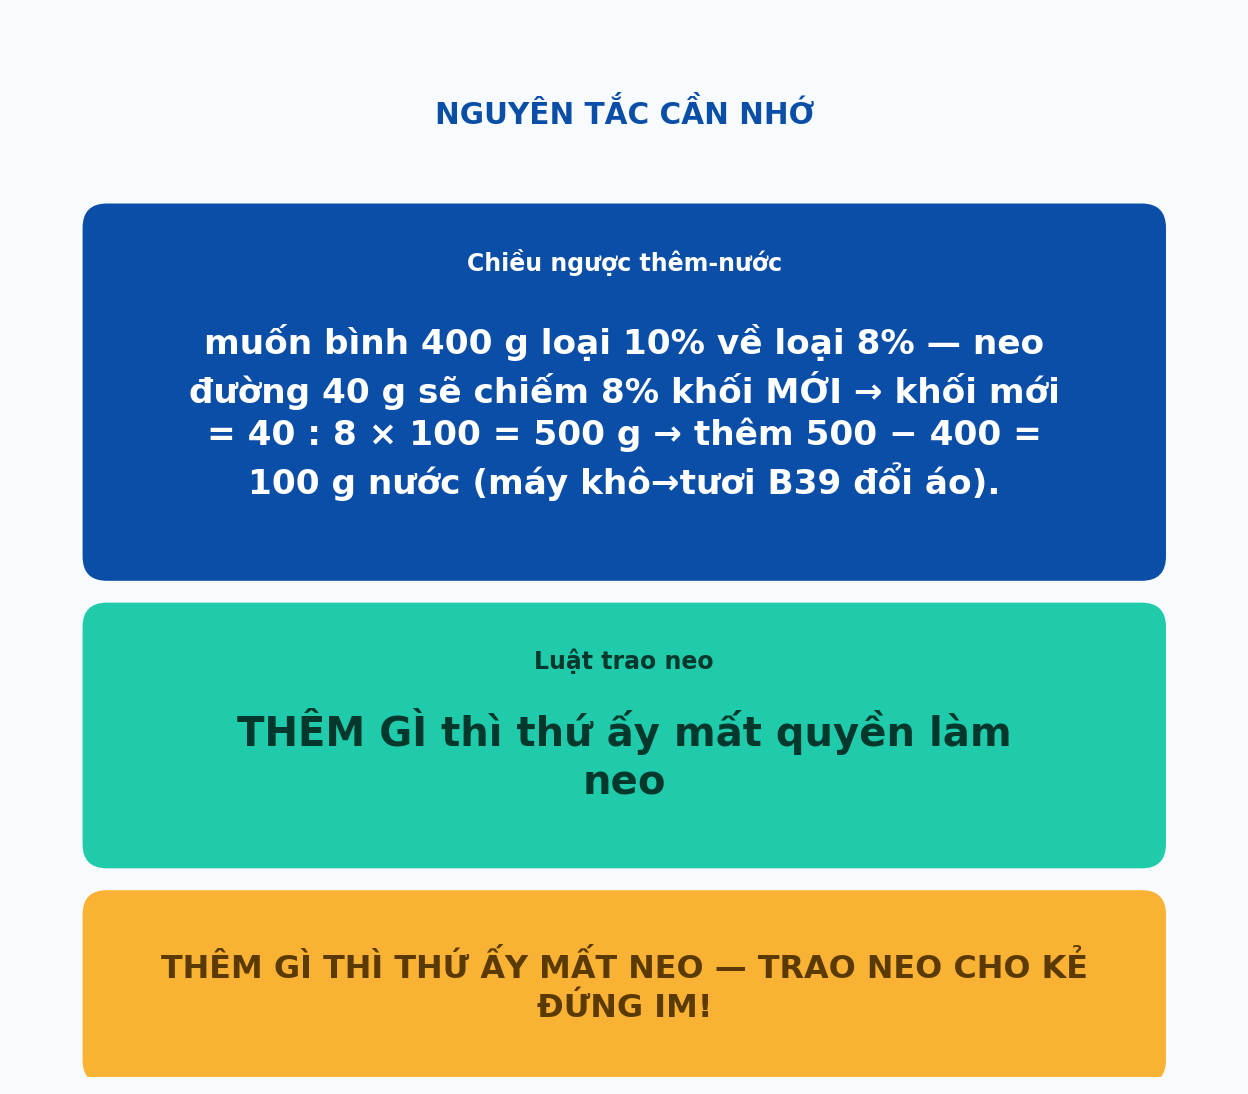 NGUYÊN TẮC CẦN NHỚ
Chiều ngược thêm-nước
muốn bình 400 g loại 10% về loại 8% — neo
đường 40 g sẽ chiếm 8% khối MỚI → khối mới
= 40 : 8 × 100 = 500 g → thêm 500 − 400 =
100 g nước (máy khô→tươi B39 đổi áo).
Luật trao neo
THÊM GÌ thì thứ ấy mất quyền làm
neo
THÊM GÌ THÌ THỨ ẤY MẤT NEO — TRAO NEO CHO KẺ
ĐỨNG IM!